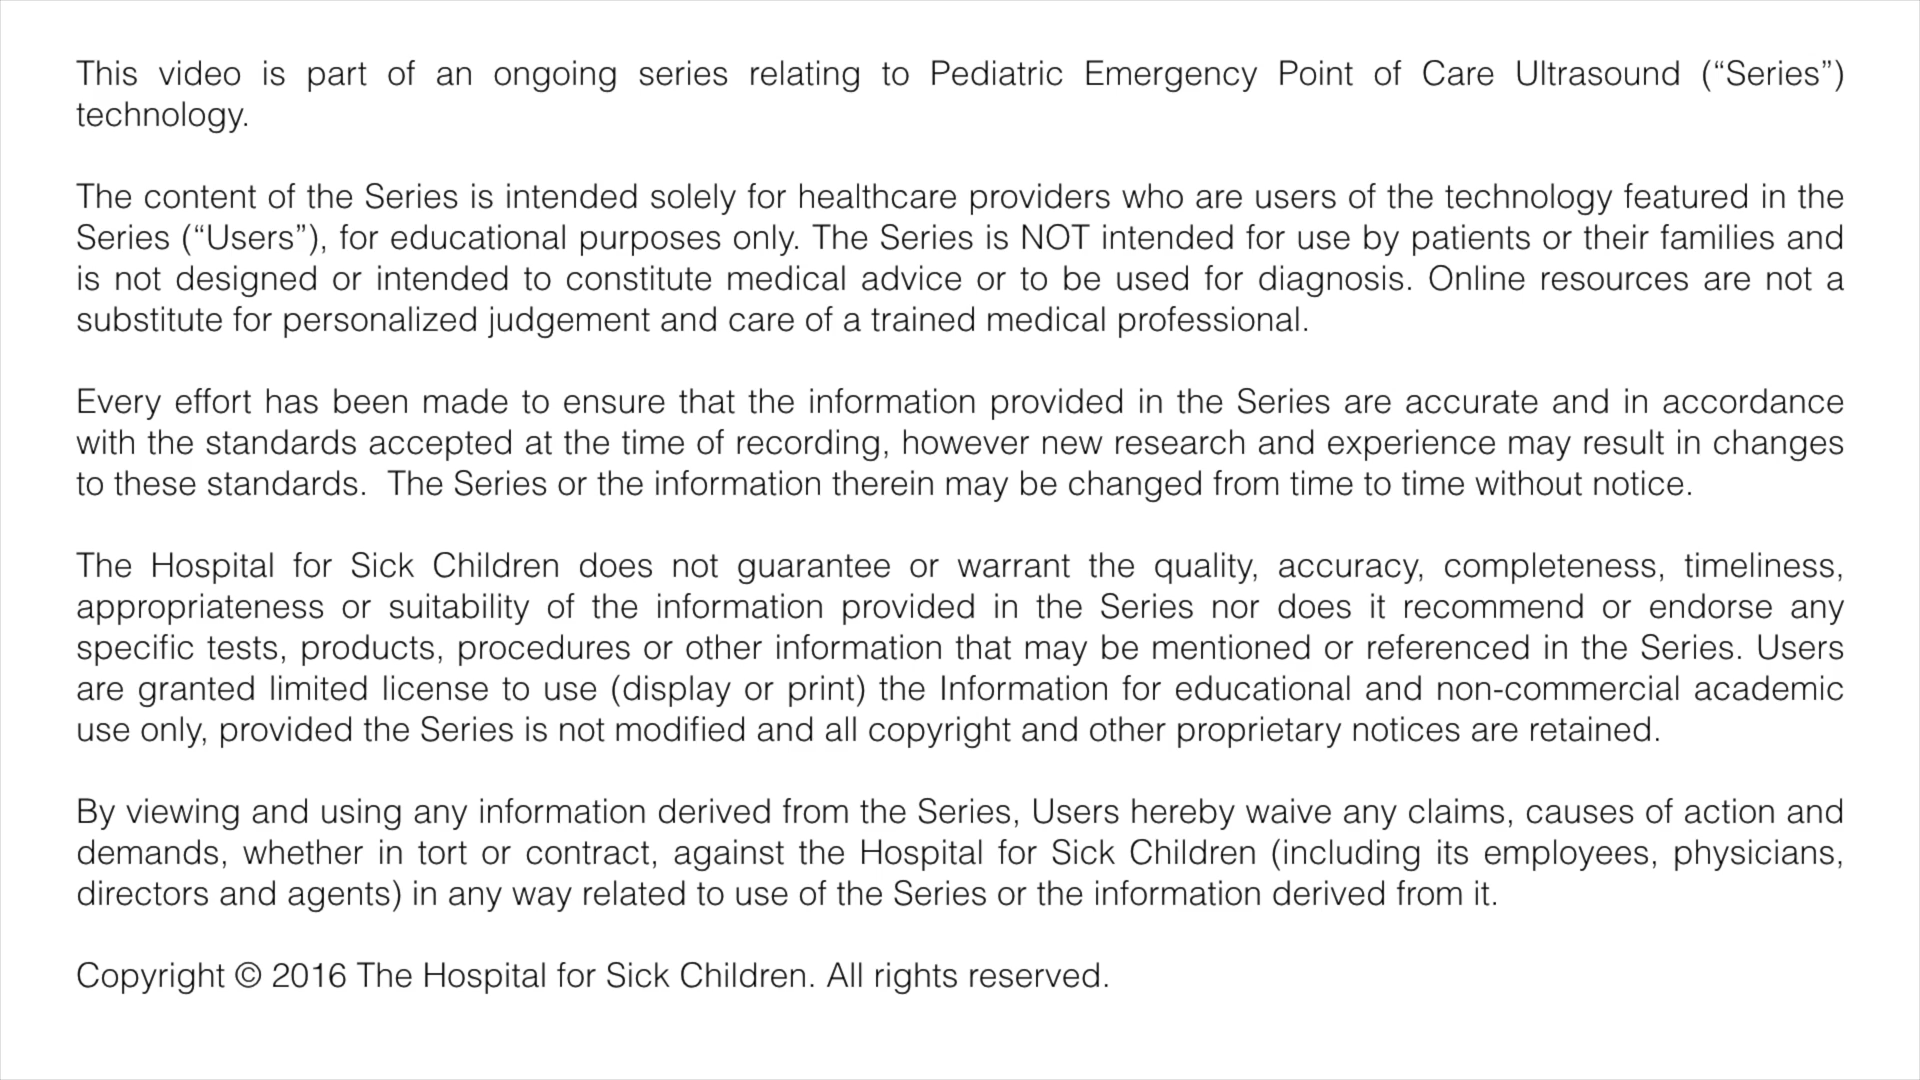 This video is part of an ongoing series relating to Pediatric Emergency Point of Care Ultrasound (“Series”)
technology.
The content of the Series is intended solely for healthcare providers who are users of the technology featured in the
Series (“Users”), for educational purposes only. The Series is NOT intended for use by patients or their families and
is not designed or intended to constitute medical advice or to be used for diagnosis. Online resources are not a
substitute for personalized judgement and care of a trained medical professional.
Every effort has been made to ensure that the information provided in the Series are accurate and in accordance
with the standards accepted at the time of recording, however new research and experience may result in changes
to these standards.  The Series or the information therein may be changed from time to time without notice.
The Hospital for Sick Children does not guarantee or warrant the quality, accuracy, completeness, timeliness,
appropriateness or suitability of the information provided in the Series nor does it recommend or endorse any
specific tests, products, procedures or other information that may be mentioned or referenced in the Series. Users
are granted limited license to use (display or print) the Information for educational and non-commercial academic
use only, provided the Series is not modified and all copyright and other proprietary notices are retained.
By viewing and using any information derived from the Series, Users hereby waive any claims, causes of action and
demands, whether in tort or contract, against the Hospital for Sick Children (including its employees, physicians,
directors and agents) in any way related to use of the Series or the information derived from it.
Copyright © 2016 The Hospital for Sick Children. All rights reserved.